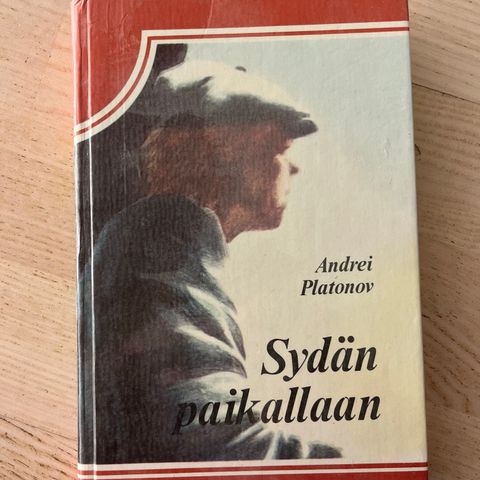 Andrei
Platonov
Sydän
paikallaan